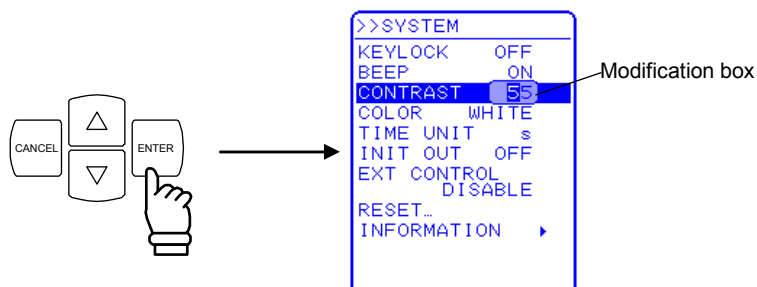 CANCEL
ENTER
>>SYSTEM
KEYLOCK OFF
BEEP ON
CONTRAST 55
COLOR WHITE
TIME UNIT s
INIT OUT OFF
EXT CONTROL
DISABLE
RESET…
INFORMATION
Modification box